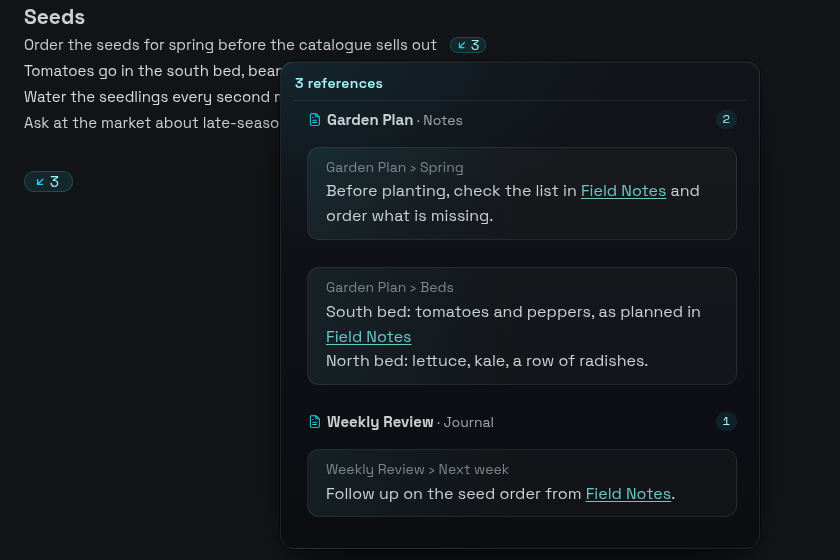 Seeds
Order the seeds for spring before the catalogue sells out 3
Tomatoes go in the south bed,
Water the seedlings every second
Ask at the market about
3
3 references
Garden Plan · Notes 2
Garden Plan > Spring
Before planting, check the list in Field Notes and
order what is missing.
Garden Plan > Beds
South bed: tomatoes and peppers, as planned in
Field Notes
North bed: lettuce, kale, a row of radishes.
Weekly Review · Journal 1
Weekly Review > Next week
Follow up on the seed order from Field Notes.